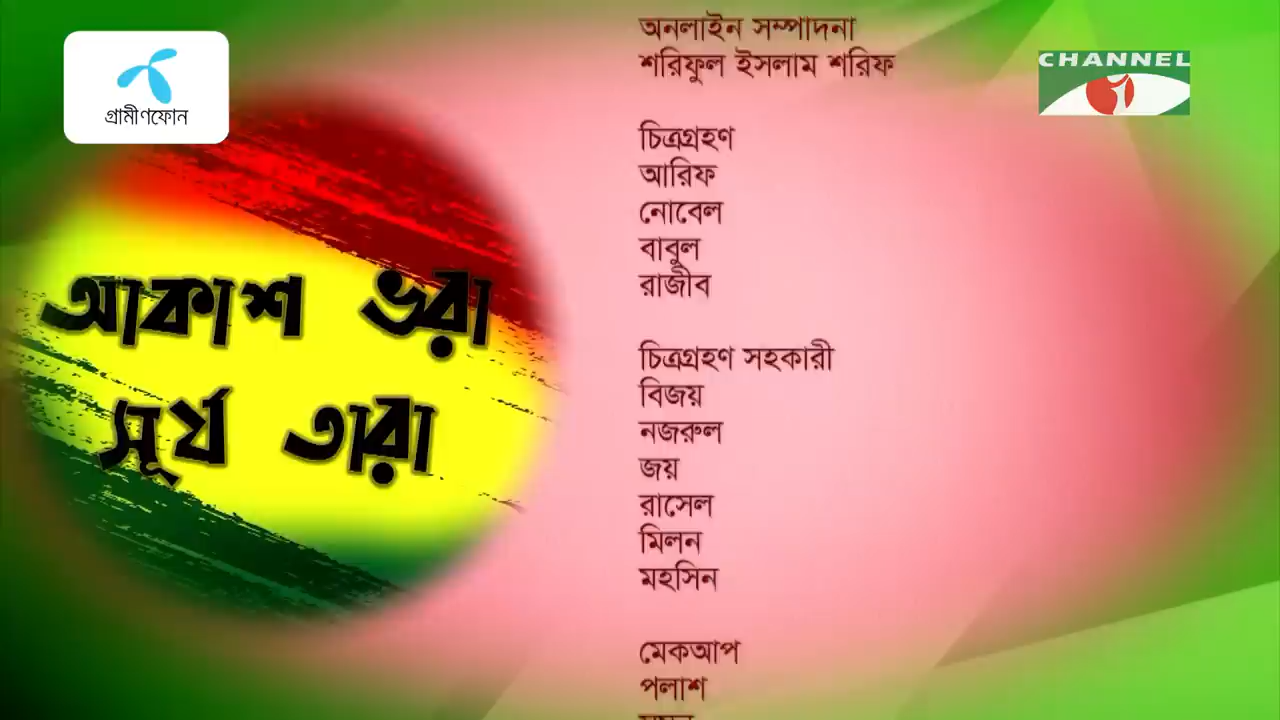 গ্রামীণফোন
CHANNEL
আকাশ ভরা
সূর্য তারা
অনলাইন সম্পাদনা
শরিফুল ইসলাম শরিফ
চিত্রগ্রহণ
আরিফ
নোবেল
বাবুল
রাজীব
চিত্রগ্রহণ সহকারী
বিজয়
নজরুল
জয়
রাসেল
মিলন
মহসিন
মেকআপ
পলাশ